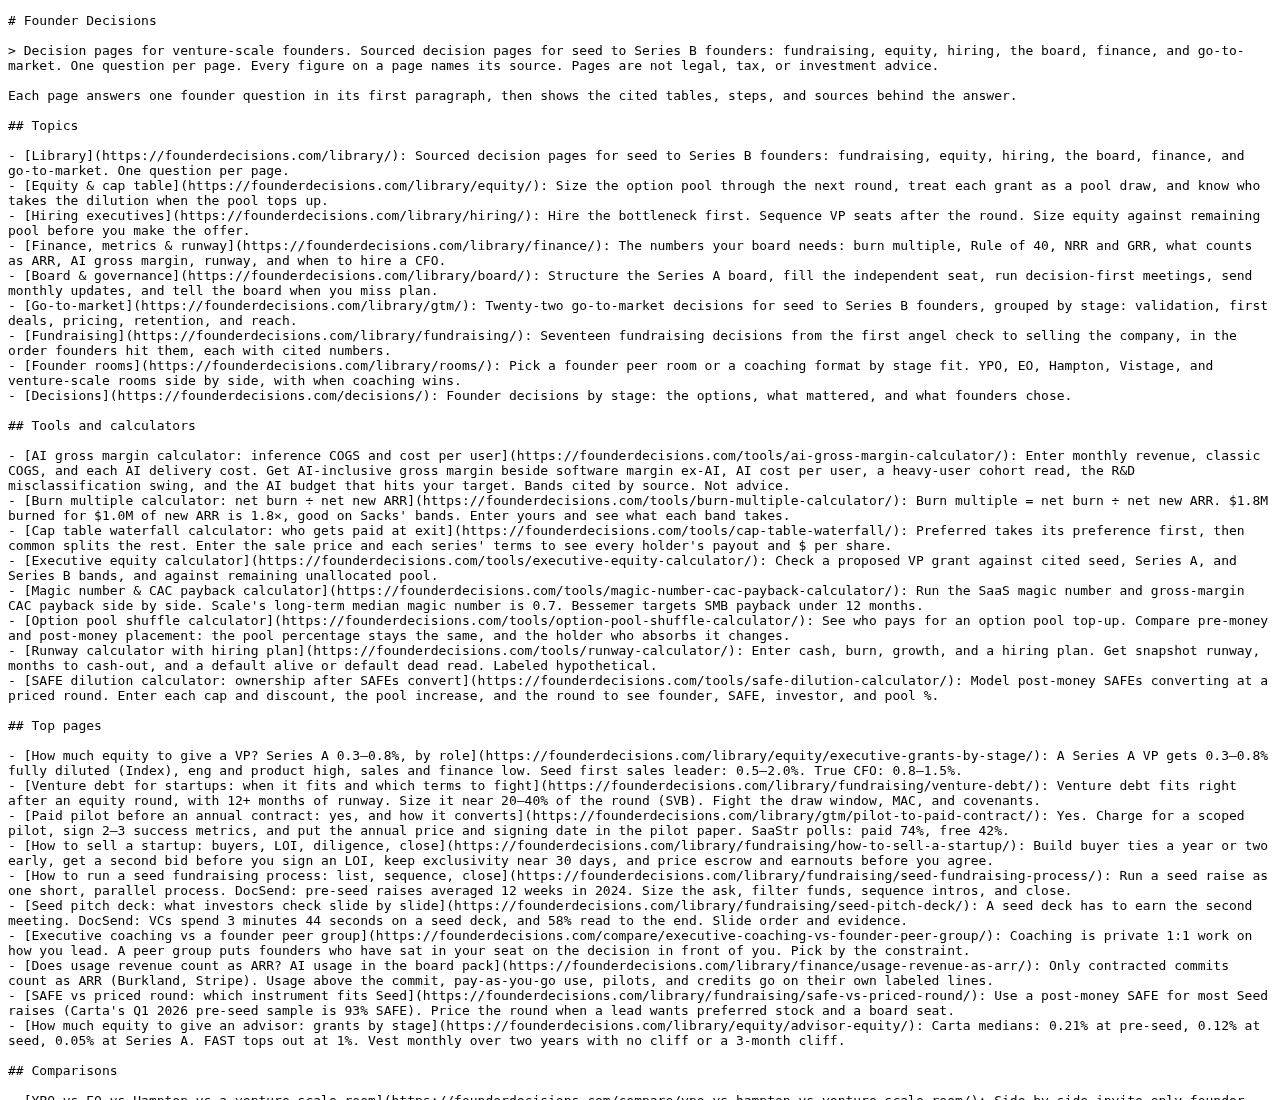 # Founder Decisions
> Decision pages for venture-scale founders. Sourced decision pages for seed to Series B founders: fundraising, equity, hiring, the board, finance, and go-to-
market. One question per page. Every figure on a page names its source. Pages are not legal, tax, or investment advice.
Each page answers one founder question in its first paragraph, then shows the cited tables, steps, and sources behind the answer.
## Topics
- [Library](https://founderdecisions.com/library/): Sourced decision pages for seed to Series B founders: fundraising, equity, hiring, the board, finance, and
go-to-market. One question per page.
- [Equity & cap table](https://founderdecisions.com/library/equity/): Size the option pool through the next round, treat each grant as a pool draw, and know who
takes the dilution when the pool tops up.
- [Hiring executives](https://founderdecisions.com/library/hiring/): Hire the bottleneck first. Sequence VP seats after the round. Size equity against remaining
pool before you make the offer.
- [Finance, metrics & runway](https://founderdecisions.com/library/finance/): The numbers your board needs: burn multiple, Rule of 40, NRR and GRR, what counts
as ARR, AI gross margin, runway, and when to hire a CFO.
- [Board & governance](https://founderdecisions.com/library/board/): Structure the Series A board, fill the independent seat, run decision-first meetings, send
monthly updates, and tell the board when you miss plan.
- [Go-to-market](https://founderdecisions.com/library/gtm/): Twenty-two go-to-market decisions for seed to Series B founders, grouped by stage: validation, first
deals, pricing, retention, and reach.
- [Fundraising](https://founderdecisions.com/library/fundraising/): Seventeen fundraising decisions from the first angel check to selling the company, in the
order founders hit them, each with cited numbers.
- [Founder rooms](https://founderdecisions.com/library/rooms/): Pick a founder peer room or a coaching format by stage fit. YPO, EO, Hampton, Vistage, and
venture-scale rooms side by side, with when coaching wins.
- [Decisions](https://founderdecisions.com/decisions/): Founder decisions by stage: the options, what mattered, and what founders chose.
## Tools and calculators
- [AI gross margin calculator: inference COGS and cost per user](https://founderdecisions.com/tools/ai-gross-margin-calculator/): Enter monthly revenue, classic
COGS, and each AI delivery cost. Get AI-inclusive gross margin beside software margin ex-AI, AI cost per user, a heavy-user cohort read, the R&D
misclassification swing, and the AI budget that hits your target. Bands cited by source. Not advice.
- [Burn multiple calculator: net burn ÷ net new ARR](https://founderdecisions.com/tools/burn-multiple-calculator/): Burn multiple = net burn ÷ net new ARR. $1.8M
burned for $1.0M of new ARR is 1.8×, good on Sacks' bands. Enter yours and see what each band takes.
- [Cap table waterfall calculator: who gets paid at exit](https://founderdecisions.com/tools/cap-table-waterfall/): Preferred takes its preference first, then
common splits the rest. Enter the sale price and each series' terms to see every holder's payout and $ per share.
- [Executive equity calculator](https://founderdecisions.com/tools/executive-equity-calculator/): Check a proposed VP grant against cited seed, Series A, and
Series B bands, and against remaining unallocated pool.
- [Magic number & CAC payback calculator](https://founderdecisions.com/tools/magic-number-cac-payback-calculator/): Run the SaaS magic number and gross-margin
CAC payback side by side. Scale's long-term median magic number is 0.7. Bessemer targets SMB payback under 12 months.
- [Option pool shuffle calculator](https://founderdecisions.com/tools/option-pool-shuffle-calculator/): See who pays for an option pool top-up. Compare pre-money
and post-money placement: the pool percentage stays the same, and the holder who absorbs it changes.
- [Runway calculator with hiring plan](https://founderdecisions.com/tools/runway-calculator/): Enter cash, burn, growth, and a hiring plan. Get snapshot runway,
months to cash-out, and a default alive or default dead read. Labeled hypothetical.
- [SAFE dilution calculator: ownership after SAFEs convert](https://founderdecisions.com/tools/safe-dilution-calculator/): Model post-money SAFEs converting at a
priced round. Enter each cap and discount, the pool increase, and the round to see founder, SAFE, investor, and pool %.
## Top pages
- [How much equity to give a VP? Series A 0.3–0.8%, by role](https://founderdecisions.com/library/equity/executive-grants-by-stage/): A Series A VP gets 0.3–0.8%
fully diluted (Index), eng and product high, sales and finance low. Seed first sales leader: 0.5–2.0%. True CFO: 0.8–1.5%.
- [Venture debt for startups: when it fits and which terms to fight](https://founderdecisions.com/library/fundraising/venture-debt/): Venture debt fits right
after an equity round, with 12+ months of runway. Size it near 20–40% of the round (SVB). Fight the draw window, MAC, and covenants.
- [Paid pilot before an annual contract: yes, and how it converts](https://founderdecisions.com/library/gtm/pilot-to-paid-contract/): Yes. Charge for a scoped
pilot, sign 2–3 success metrics, and put the annual price and signing date in the pilot paper. SaaStr polls: paid 74%, free 42%.
- [How to sell a startup: buyers, LOI, diligence, close](https://founderdecisions.com/library/fundraising/how-to-sell-a-startup/): Build buyer ties a year or two
early, get a second bid before you sign an LOI, keep exclusivity near 30 days, and price escrow and earnouts before you agree.
- [How to run a seed fundraising process: list, sequence, close](https://founderdecisions.com/library/fundraising/seed-fundraising-process/): Run a seed raise as
one short, parallel process. DocSend: pre-seed raises averaged 12 weeks in 2024. Size the ask, filter funds, sequence intros, and close.
- [Seed pitch deck: what investors check slide by slide](https://founderdecisions.com/library/fundraising/seed-pitch-deck/): A seed deck has to earn the second
meeting. DocSend: VCs spend 3 minutes 44 seconds on a seed deck, and 58% read to the end. Slide order and evidence.
- [Executive coaching vs a founder peer group](https://founderdecisions.com/compare/executive-coaching-vs-founder-peer-group/): Coaching is private 1:1 work on
how you lead. A peer group puts founders who have sat in your seat on the decision in front of you. Pick by the constraint.
- [Does usage revenue count as ARR? AI usage in the board pack](https://founderdecisions.com/library/finance/usage-revenue-as-arr/): Only contracted commits
count as ARR (Burkland, Stripe). Usage above the commit, pay-as-you-go use, pilots, and credits go on their own labeled lines.
- [SAFE vs priced round: which instrument fits Seed](https://founderdecisions.com/library/fundraising/safe-vs-priced-round/): Use a post-money SAFE for most Seed
raises (Carta's Q1 2026 pre-seed sample is 93% SAFE). Price the round when a lead wants preferred stock and a board seat.
- [How much equity to give an advisor: grants by stage](https://founderdecisions.com/library/equity/advisor-equity/): Carta medians: 0.21% at pre-seed, 0.12% at
seed, 0.05% at Series A. FAST tops out at 1%. Vest monthly over two years with no cliff or a 3-month cliff.
## Comparisons
- [YPO vs EO vs Hampton vs a venture-scale room](https://founderdecisions.com/compare/ypo-vs-hampton-vs-venture-scale-room/): Side-by-side invite-only founder